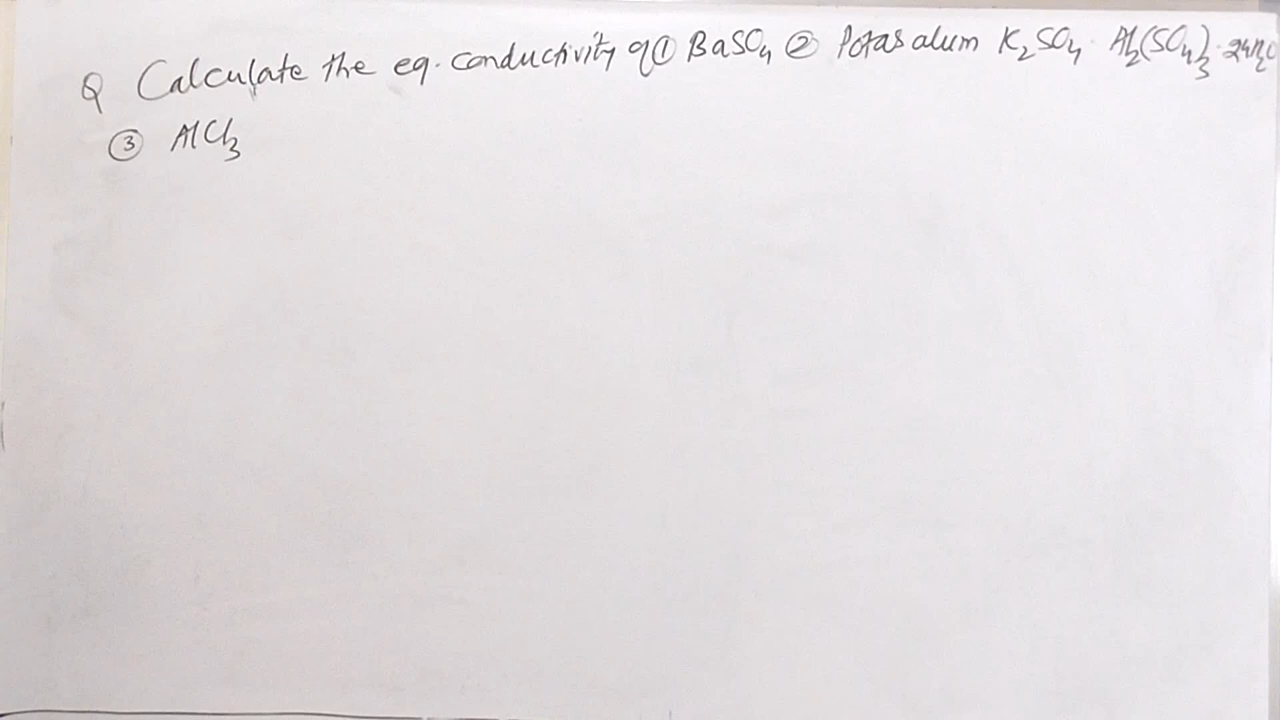 Q Calculate the eq. conductivity of ① BaSO₄ ② Potas alum K₂SO₄ · Al₂(SO₄)₃ · 24H₂O
③ AlCl₃